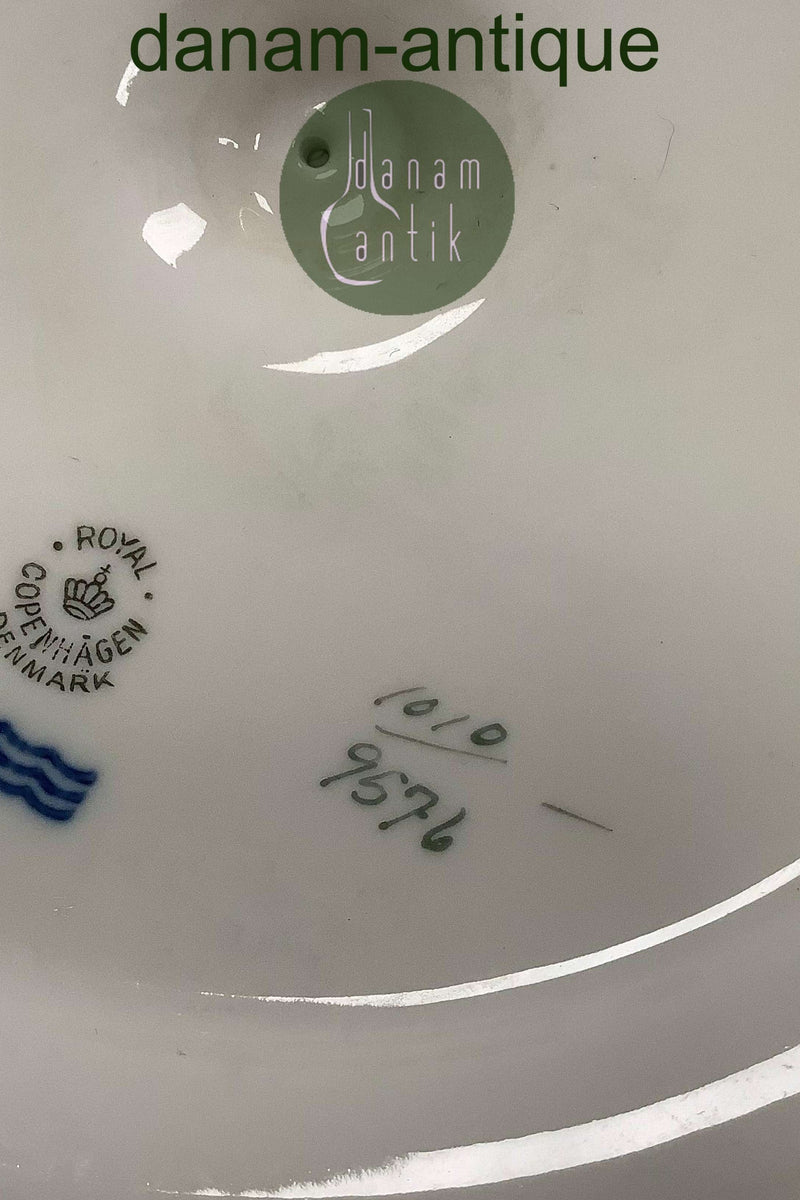 danam-antique
danam
antik
ROYAL
COPENHAGEN
DENMARK
1010
9576